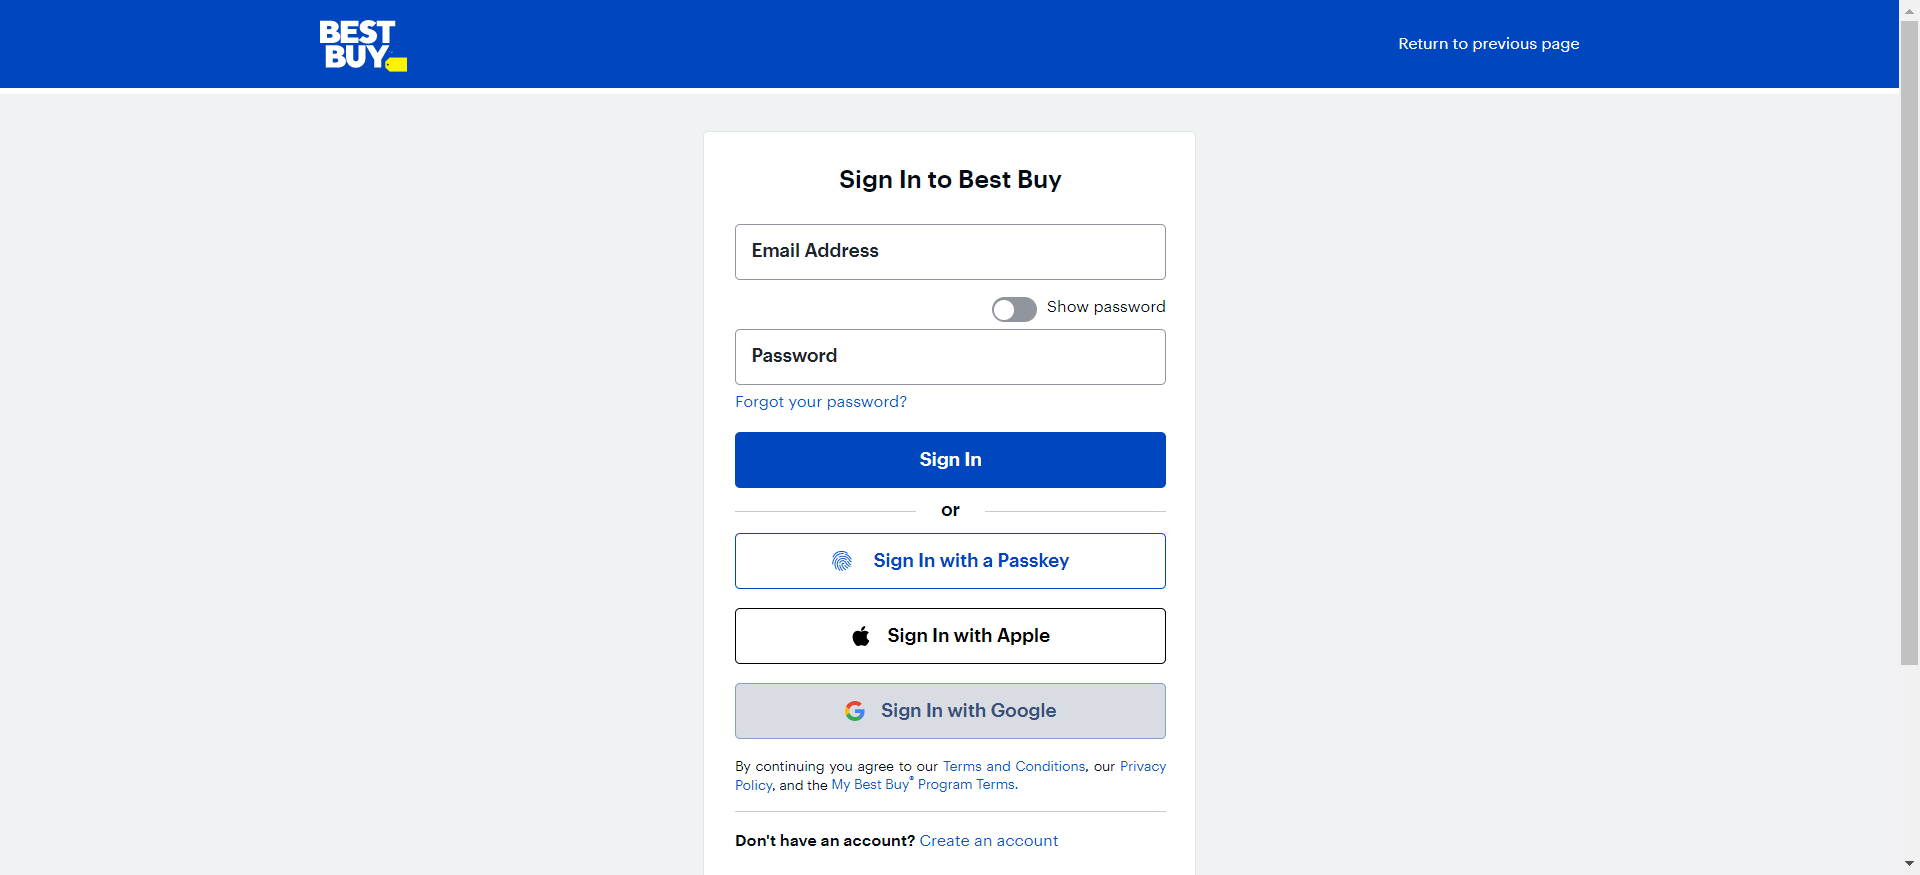 BEST
BUY
Return to previous page
Sign In to Best Buy
Email Address
Show password
Password
Forgot your password?
Sign In
or
Sign In with a Passkey
Sign In with Apple
Sign In with Google
By continuing you agree to our Terms and Conditions, our Privacy
Policy, and the My Best Buy® Program Terms.
Don't have an account? Create an account